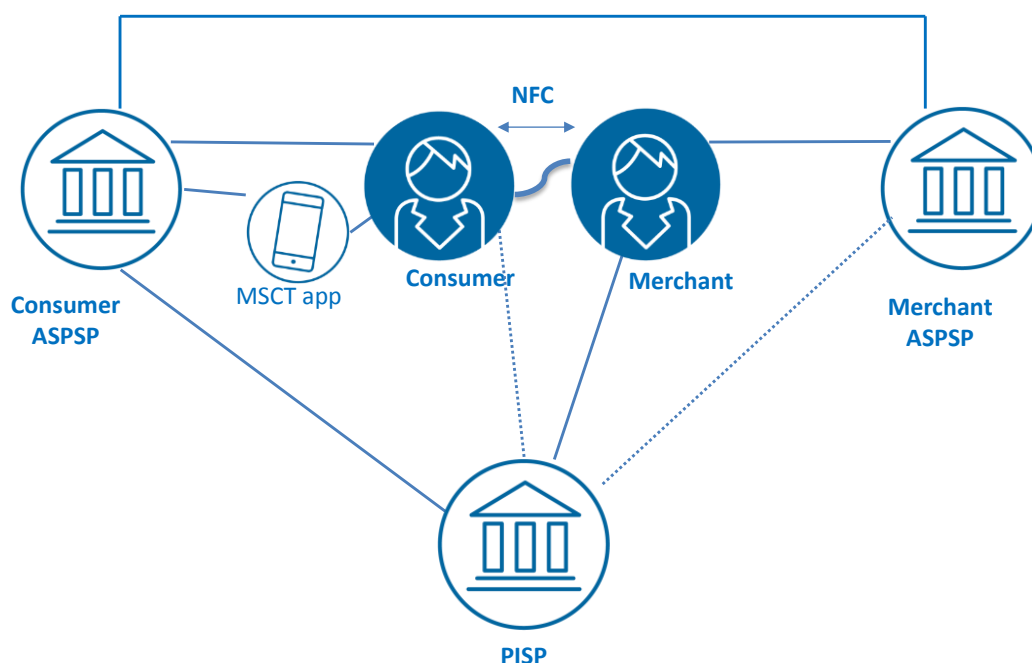 NFC
MSCT app
Consumer
Merchant
Consumer
ASPSP
Merchant
ASPSP
PISP